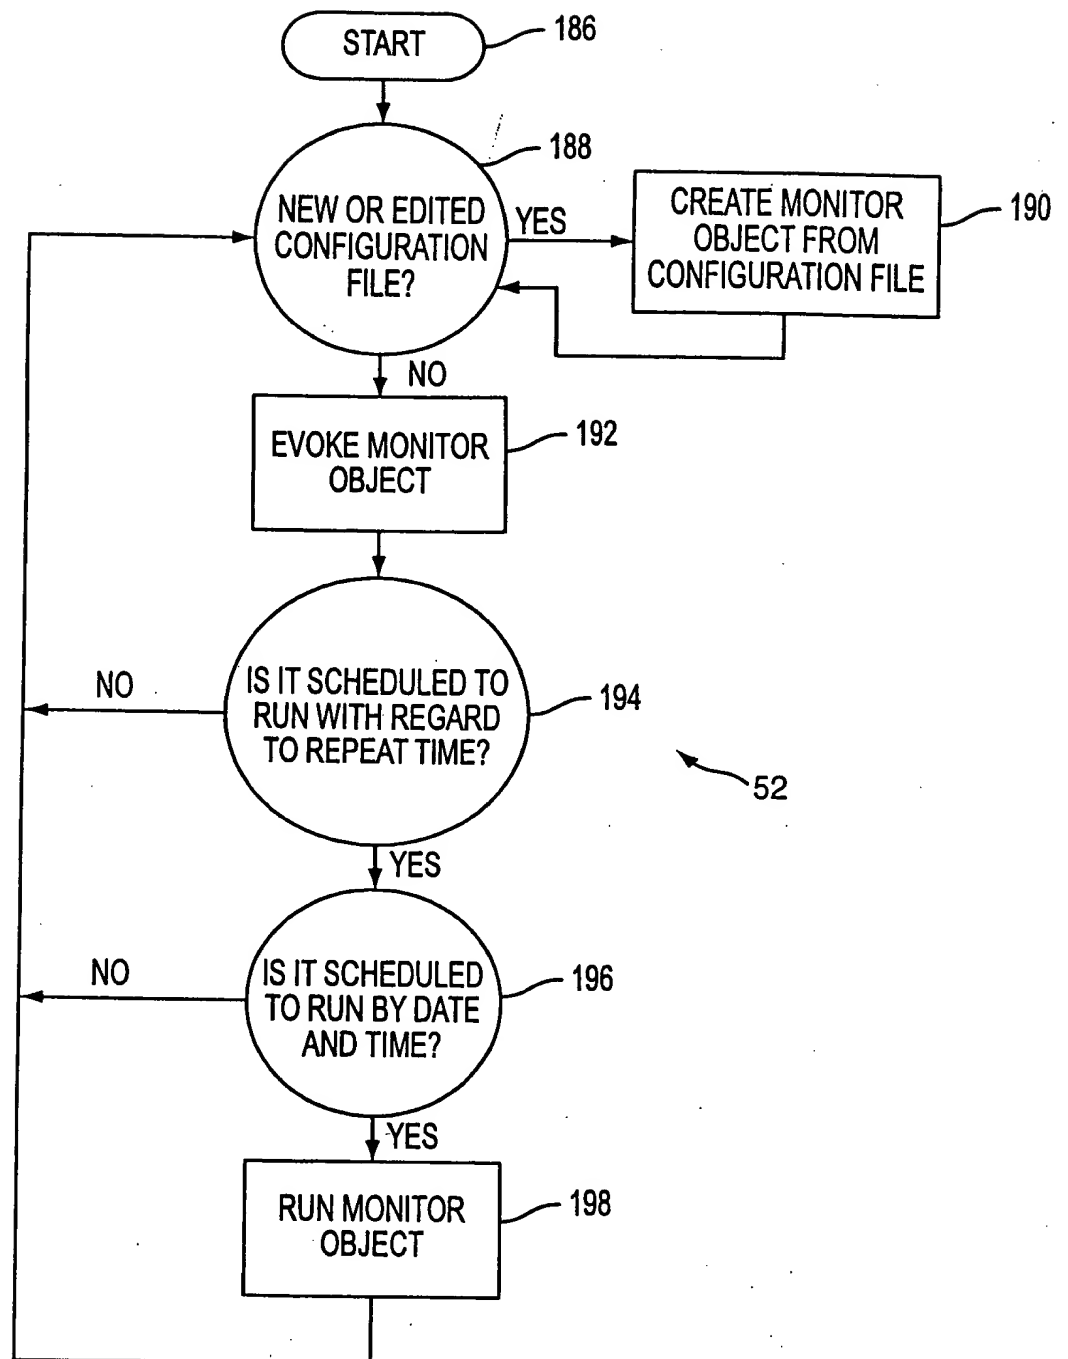 START
186
188
NEW OR EDITED
CONFIGURATION
FILE?
YES
CREATE MONITOR
OBJECT FROM
CONFIGURATION FILE
190
NO
EVOKE MONITOR
OBJECT
192
NO
IS IT SCHEDULED TO
RUN WITH REGARD
TO REPEAT TIME?
194
52
YES
NO
IS IT SCHEDULED
TO RUN BY DATE
AND TIME?
196
YES
RUN MONITOR
OBJECT
198